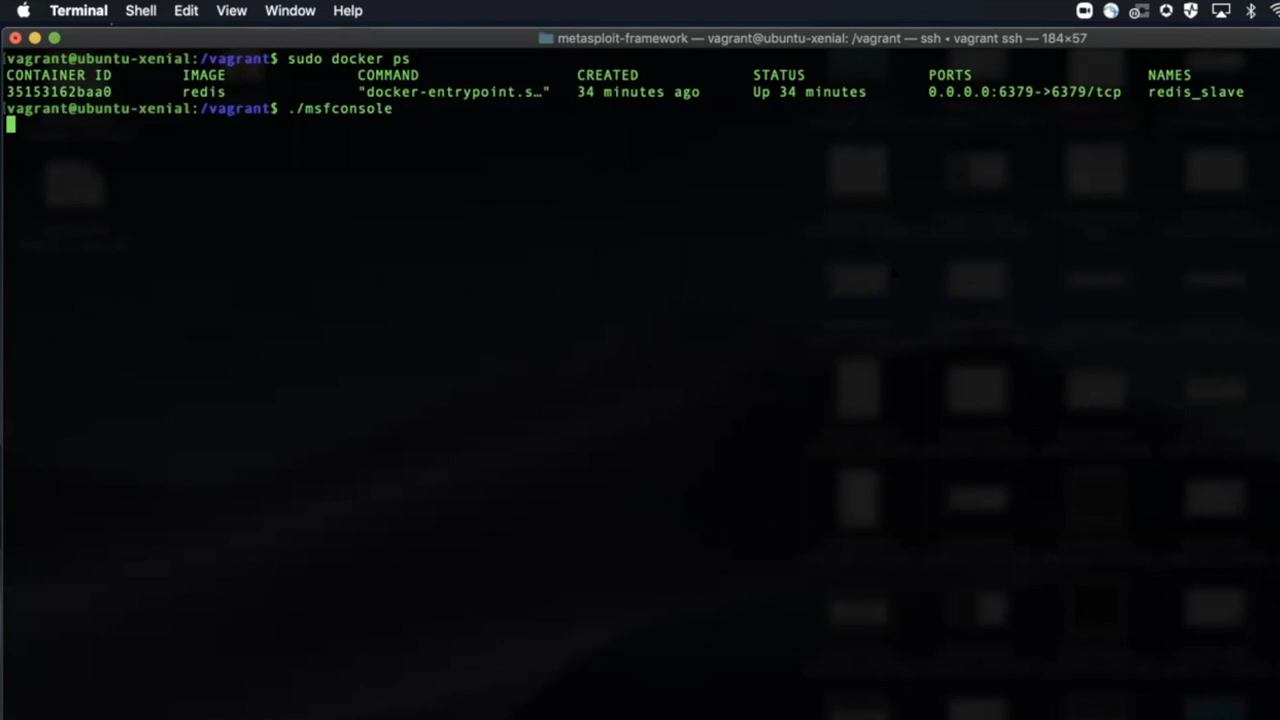 Terminal Shell Edit View Window Help
metasploit-framework — vagrant@ubuntu-xenial: /vagrant — ssh • vagrant ssh — 184×57
vagrant@ubuntu-xenial:/vagrant$ sudo docker ps
CONTAINER ID IMAGE COMMAND CREATED STATUS PORTS NAMES
35153162baa0 redis "docker-entrypoint.s…" 34 minutes ago Up 34 minutes 0.0.0.0:6379->6379/tcp redis_slave
vagrant@ubuntu-xenial:/vagrant$ ./msfconsole